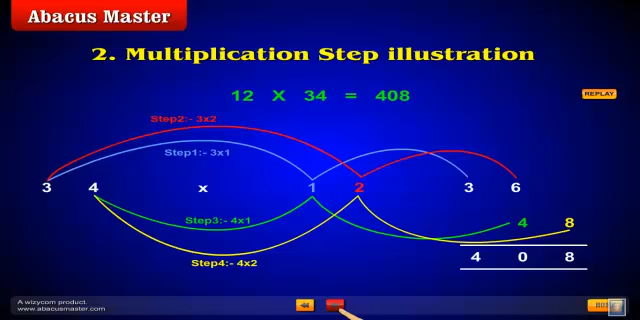 Abacus Master
2. Multiplication Step illustration
12 X 34 = 408
REPLAY
Step2:- 3x2
Step1:- 3x1
3 4 x 1 2 3 6
Step3:- 4x1
4 8
Step4:- 4x2
4 0 8
A wizycom product.
www.abacusmaster.com